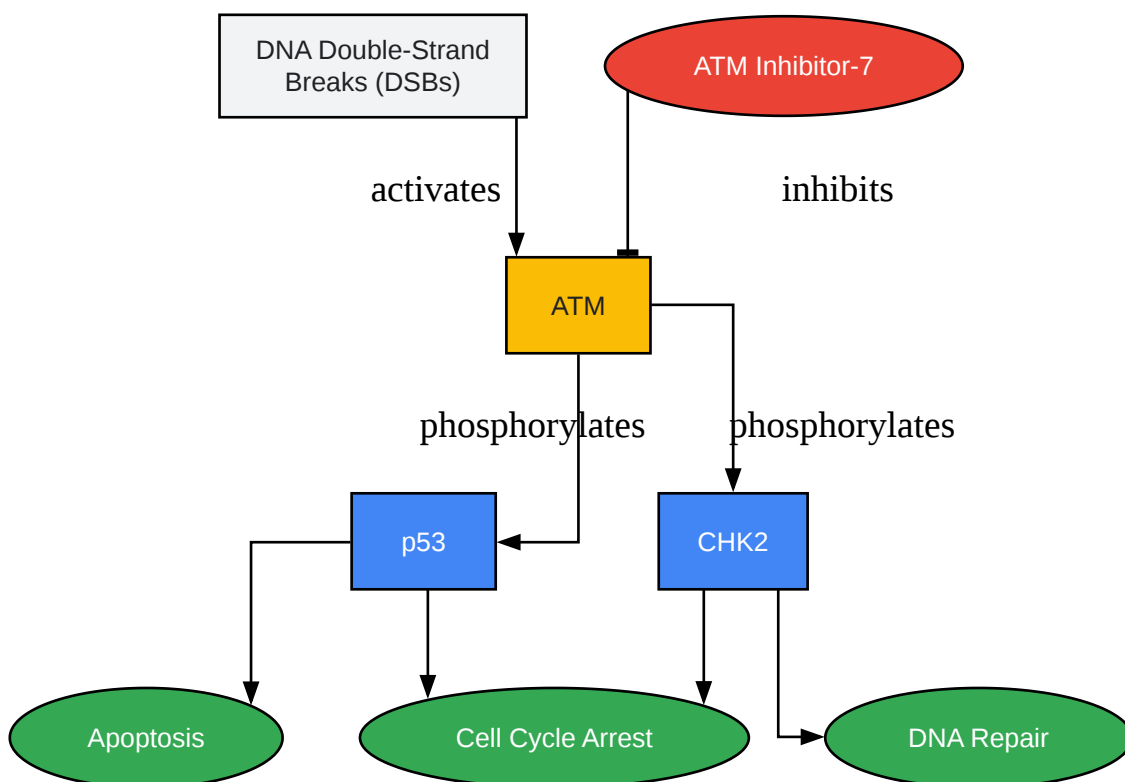 DNA Double-Strand
Breaks (DSBs)
ATM Inhibitor-7
activates
inhibits
ATM
phosphorylates
phosphorylates
p53
CHK2
Apoptosis
Cell Cycle Arrest
DNA Repair